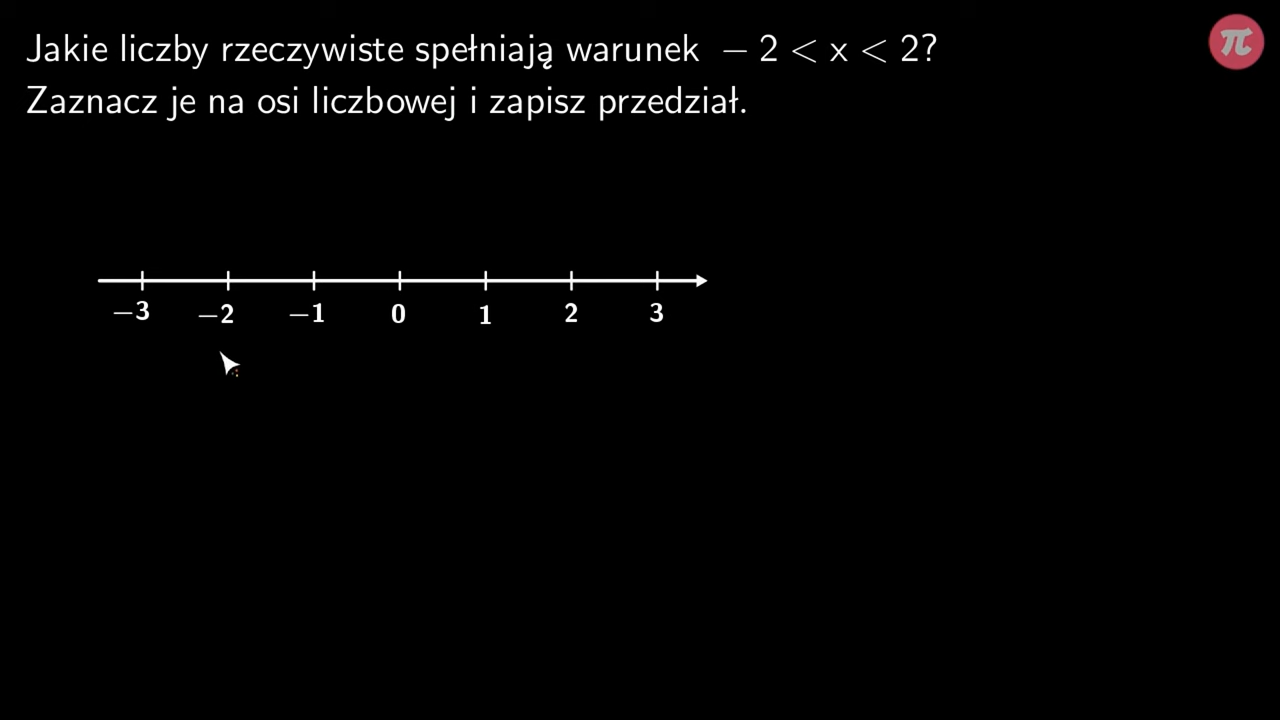 Jakie liczby rzeczywiste spełniają warunek − 2 < x < 2?
Zaznacz je na osi liczbowej i zapisz przedział.
−3 −2 −1 0 1 2 3
π